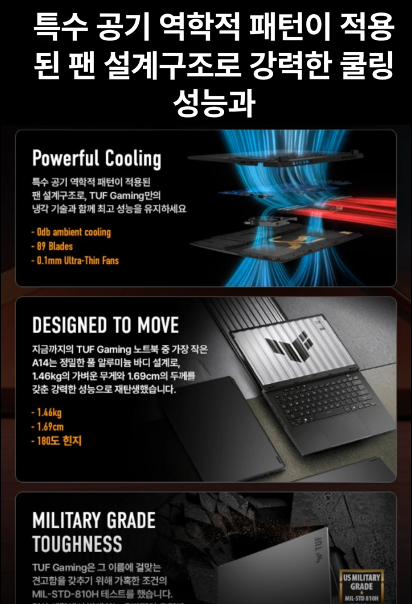 특수 공기 역학적 패턴이 적용
된 팬 설계구조로 강력한 쿨링
성능과
Powerful Cooling
특수 공기 역학적 패턴이 적용된
팬 설계구조로, TUF Gaming만의
냉각 기술과 함께 최고 성능을 유지하세요
- 0db ambient cooling
- 89 Blades
- 0.1mm Ultra-Thin Fans
DESIGNED TO MOVE
지금까지의 TUF Gaming 노트북 중 가장 작은
A14는 정밀한 풀 알루미늄 바디 설계로,
1.46kg의 가벼운 무게와 1.69cm의 두께를
갖춘 강력한 성능으로 재탄생했습니다.
- 1.46kg
- 1.69cm
- 180도 힌지
MILITARY GRADE
TOUGHNESS
TUF Gaming은 그 이름에 걸맞는
견고함을 갖추기 위해 가혹한 조건의
MIL-STD-810H 테스트를 했습니다.
TUF
US MILITARY
GRADE
MIL-STD 810H